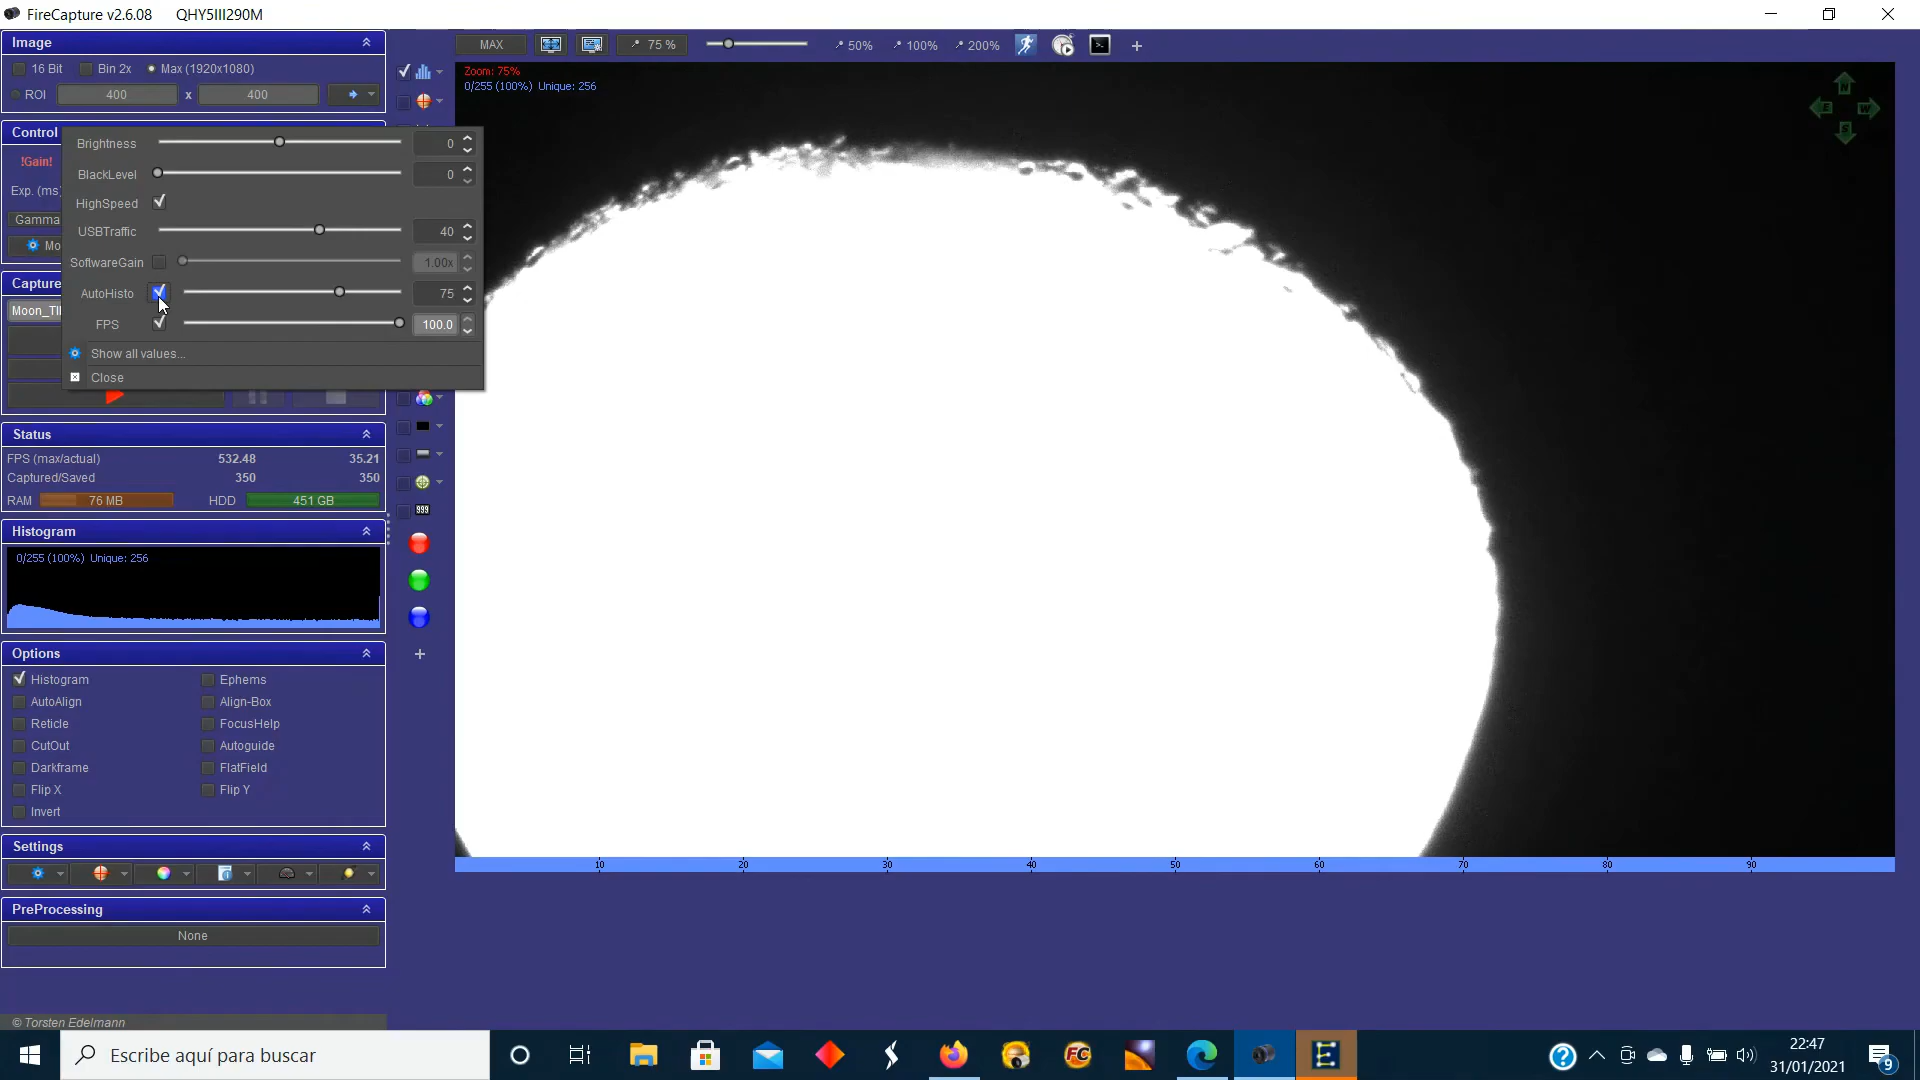 FireCapture v2.6.08 QHY5III290M
Image
16 Bit Bin 2x Max (1920x1080)
ROI 400 x 400
MAX 75 % 50% 100% 200%
Zoom: 75%
0/255 (100%) Unique: 256
N
E W
S
Control
!Gain!
Exp. (ms)
Gamma
Mo
Brightness 0
BlackLevel 0
HighSpeed
USBTraffic 40
SoftwareGain 1.00x
AutoHisto 75
FPS 100.0
Show all values...
Close
Capture
Status
FPS (max/actual) 532.48 35.21
Captured/Saved 350 350
RAM 76 MB HDD 451 GB
999
Histogram
0/255 (100%) Unique: 256
Options
Histogram Ephems
AutoAlign Align-Box
Reticle FocusHelp
CutOut Autoguide
Darkframe FlatField
Flip X Flip Y
Invert
10 20 30 40 50 60 70 80 90
Settings
PreProcessing
None
© Torsten Edelmann
Escribe aquí para buscar
FC
E
22:47
31/01/2021
9